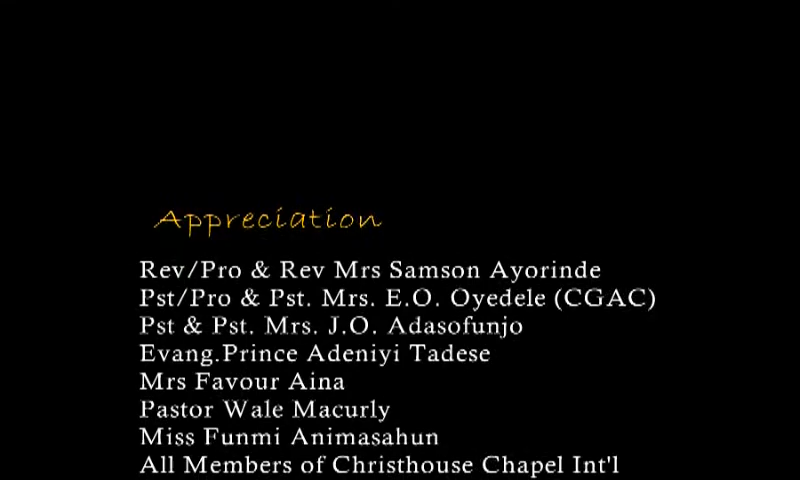 Appreciation
Rev/Pro & Rev Mrs Samson Ayorinde
Pst/Pro & Pst. Mrs. E.O. Oyedele (CGAC)
Pst & Pst. Mrs. J.O. Adasofunjo
Evang.Prince Adeniyi Tadese
Mrs Favour Aina
Pastor Wale Macurly
Miss Funmi Animasahun
All Members of Christhouse Chapel Int'l